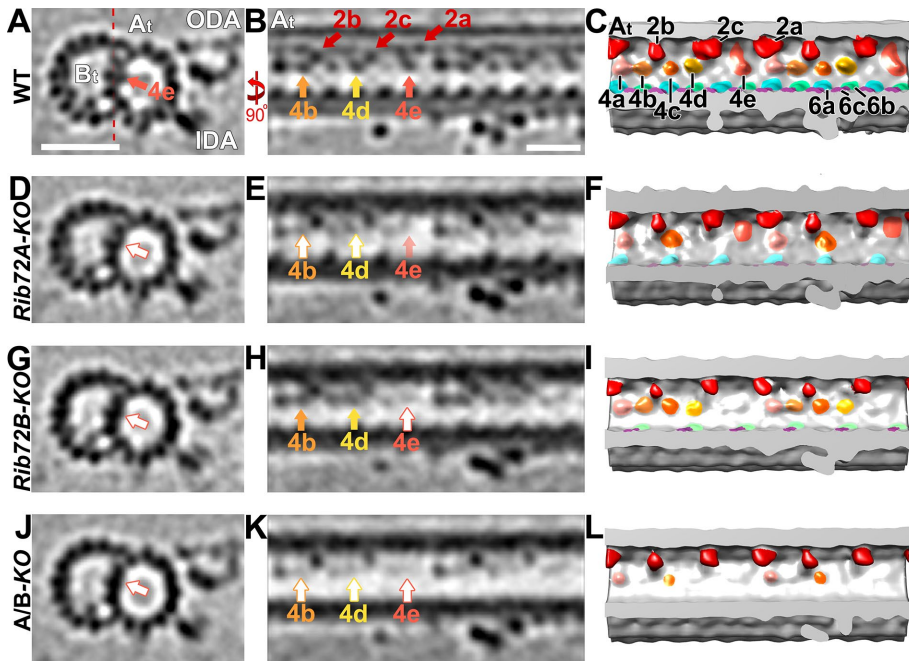 A
At
ODA
Bt
4e
IDA
WT
B
At
2b
2c
2a
90°
4b
4d
4e
C
At
2b
2c
2a
4a
4b
4c
4d
4e
6a
6c
6b
D
Rib72A-KO
E
4b
4d
4e
F
G
Rib72B-KO
H
4b
4d
4e
I
J
A/B-KO
K
4b
4d
4e
L